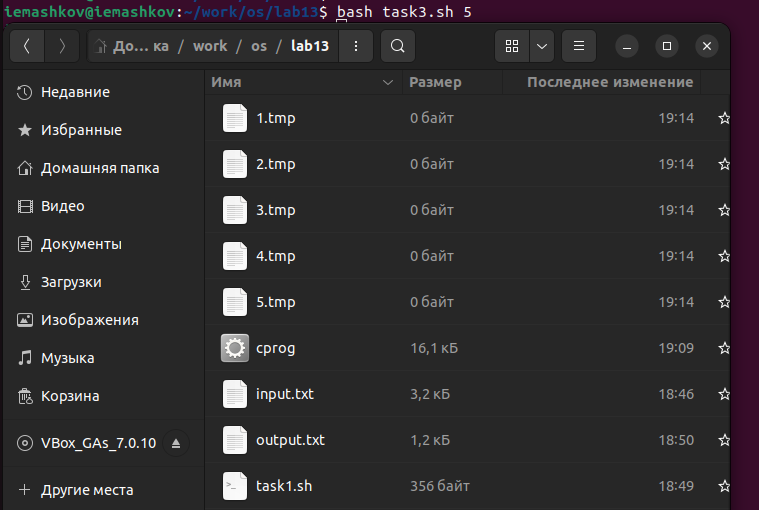 iemashkov@iemashkov:~/work/os/lab13$ bash task3.sh 5
До... ка / work / os / lab13
Имя Размер Последнее изменение
Недавние
Избранные
Домашняя папка
Видео
Документы
Загрузки
Изображения
Музыка
Корзина
VBox_GAs_7.0.10
+ Другие места
1.tmp 0 байт 19:14
2.tmp 0 байт 19:14
3.tmp 0 байт 19:14
4.tmp 0 байт 19:14
5.tmp 0 байт 19:14
cprog 16,1 кБ 19:09
input.txt 3,2 кБ 18:46
output.txt 1,2 кБ 18:50
task1.sh 356 байт 18:49